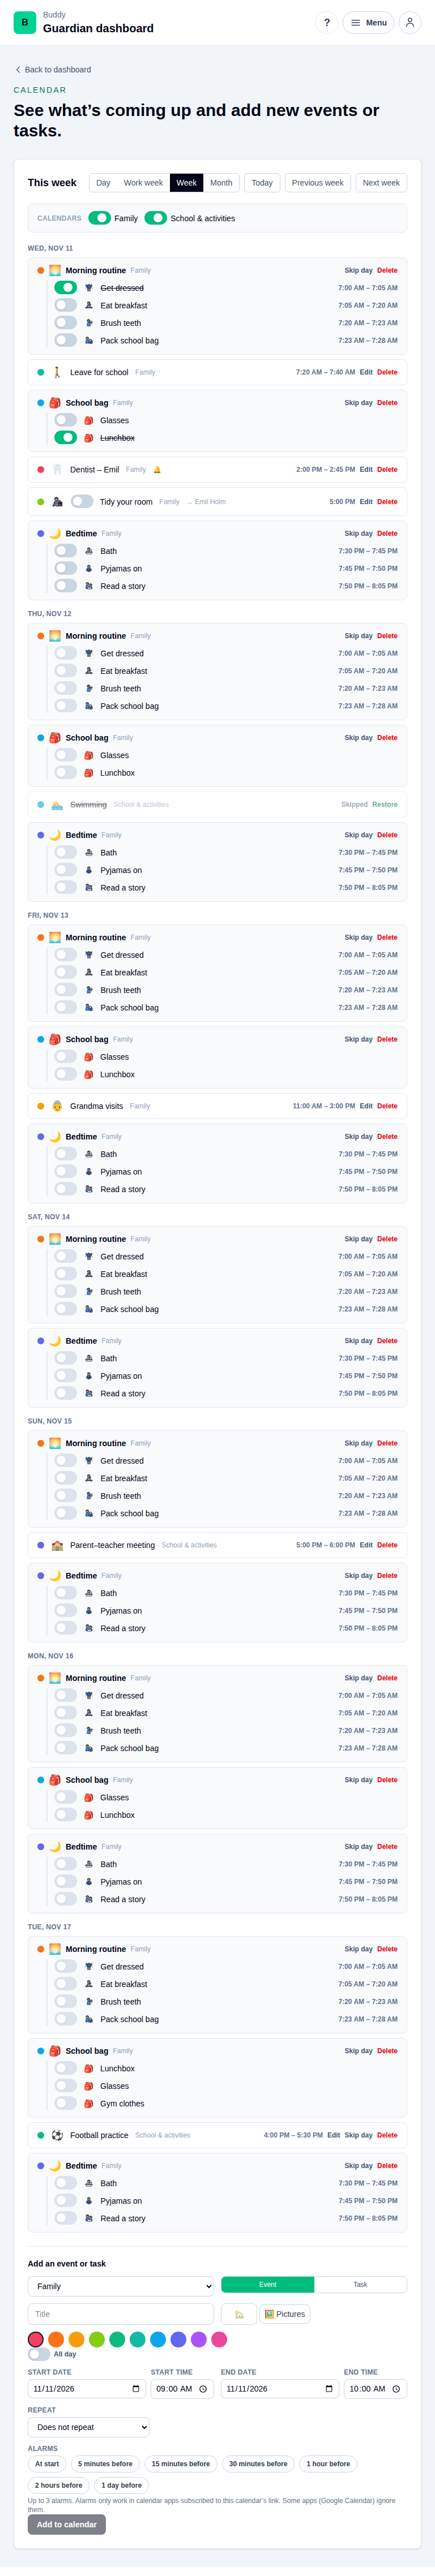 B
Buddy
Guardian dashboard
?
Menu
Back to dashboard
CALENDAR
See what’s coming up and add new events or tasks.
This week
Day Work week Week Month Today Previous week Next week
CALENDARS Family School & activities
WED, NOV 11
Morning routine Family Skip day Delete
Get dressed 7:00 AM – 7:05 AM
Eat breakfast 7:05 AM – 7:20 AM
Brush teeth 7:20 AM – 7:23 AM
Pack school bag 7:23 AM – 7:28 AM
Leave for school Family 7:20 AM – 7:40 AM Edit Delete
School bag Family Skip day Delete
Glasses
Lunchbox
Dentist – Emil Family 2:00 PM – 2:45 PM Edit Delete
Tidy your room Family Emil Holm 5:00 PM Edit Delete
Bedtime Family Skip day Delete
Bath 7:30 PM – 7:45 PM
Pyjamas on 7:45 PM – 7:50 PM
Read a story 7:50 PM – 8:05 PM
THU, NOV 12
Morning routine Family Skip day Delete
Get dressed 7:00 AM – 7:05 AM
Eat breakfast 7:05 AM – 7:20 AM
Brush teeth 7:20 AM – 7:23 AM
Pack school bag 7:23 AM – 7:28 AM
School bag Family Skip day Delete
Glasses
Lunchbox
Swimming School & activities Skipped Restore
Bedtime Family Skip day Delete
Bath 7:30 PM – 7:45 PM
Pyjamas on 7:45 PM – 7:50 PM
Read a story 7:50 PM – 8:05 PM
FRI, NOV 13
Morning routine Family Skip day Delete
Get dressed 7:00 AM – 7:05 AM
Eat breakfast 7:05 AM – 7:20 AM
Brush teeth 7:20 AM – 7:23 AM
Pack school bag 7:23 AM – 7:28 AM
School bag Family Skip day Delete
Glasses
Lunchbox
Grandma visits Family 11:00 AM – 3:00 PM Edit Delete
Bedtime Family Skip day Delete
Bath 7:30 PM – 7:45 PM
Pyjamas on 7:45 PM – 7:50 PM
Read a story 7:50 PM – 8:05 PM
SAT, NOV 14
Morning routine Family Skip day Delete
Get dressed 7:00 AM – 7:05 AM
Eat breakfast 7:05 AM – 7:20 AM
Brush teeth 7:20 AM – 7:23 AM
Pack school bag 7:23 AM – 7:28 AM
Bedtime Family Skip day Delete
Bath 7:30 PM – 7:45 PM
Pyjamas on 7:45 PM – 7:50 PM
Read a story 7:50 PM – 8:05 PM
SUN, NOV 15
Morning routine Family Skip day Delete
Get dressed 7:00 AM – 7:05 AM
Eat breakfast 7:05 AM – 7:20 AM
Brush teeth 7:20 AM – 7:23 AM
Pack school bag 7:23 AM – 7:28 AM
Parent–teacher meeting School & activities 5:00 PM – 6:00 PM Edit Delete
Bedtime Family Skip day Delete
Bath 7:30 PM – 7:45 PM
Pyjamas on 7:45 PM – 7:50 PM
Read a story 7:50 PM – 8:05 PM
MON, NOV 16
Morning routine Family Skip day Delete
Get dressed 7:00 AM – 7:05 AM
Eat breakfast 7:05 AM – 7:20 AM
Brush teeth 7:20 AM – 7:23 AM
Pack school bag 7:23 AM – 7:28 AM
School bag Family Skip day Delete
Glasses
Lunchbox
Bedtime Family Skip day Delete
Bath 7:30 PM – 7:45 PM
Pyjamas on 7:45 PM – 7:50 PM
Read a story 7:50 PM – 8:05 PM
TUE, NOV 17
Morning routine Family Skip day Delete
Get dressed 7:00 AM – 7:05 AM
Eat breakfast 7:05 AM – 7:20 AM
Brush teeth 7:20 AM – 7:23 AM
Pack school bag 7:23 AM – 7:28 AM
School bag Family Skip day Delete
Lunchbox
Glasses
Gym clothes
Football practice School & activities 4:00 PM – 5:30 PM Edit Skip day Delete
Bedtime Family Skip day Delete
Bath 7:30 PM – 7:45 PM
Pyjamas on 7:45 PM – 7:50 PM
Read a story 7:50 PM – 8:05 PM
Add an event or task
Family Event Task
Title Pictures
All day
START DATE START TIME END DATE END TIME
11/11/2026 09:00 AM 11/11/2026 10:00 AM
REPEAT
Does not repeat
ALARMS
At start 5 minutes before 15 minutes before 30 minutes before 1 hour before
2 hours before 1 day before
Up to 3 alarms. Alarms only work in calendar apps subscribed to this calendar’s link. Some apps (Google Calendar) ignore
them.
Add to calendar